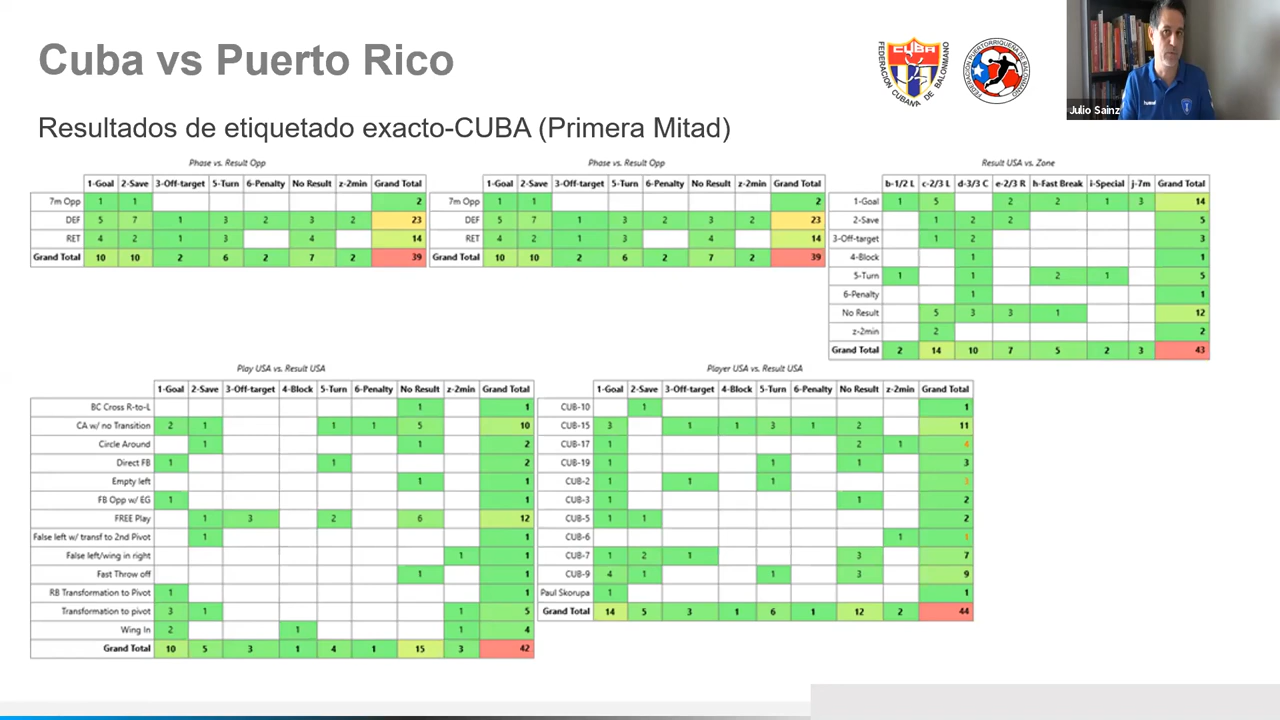 Cuba vs Puerto Rico
CUBA
FEDERACION CUBANA DE BALONMANO
FEDERACION PUERTORRIQUEÑA DE BALONMANO
hummel
Julio Sainz
Resultados de etiquetado exacto-CUBA (Primera Mitad)
Phase vs. Result Opp
1-Goal 2-Save 3-Off-target 5-Turn 6-Penalty No Result z-2min Grand Total
7m Opp 1 1 2
DEF 5 7 1 3 2 3 2 23
RET 4 2 1 3 4 14
Grand Total 10 10 2 6 2 7 2 39
Phase vs. Result Opp
1-Goal 2-Save 3-Off-target 5-Turn 6-Penalty No Result z-2min Grand Total
7m Opp 1 1 2
DEF 5 7 1 3 2 3 2 23
RET 4 2 1 3 4 14
Grand Total 10 10 2 6 2 7 2 39
Result USA vs. Zone
b-1/2 L c-2/3 L d-3/3 C e-2/3 R h-Fast Break i-Special j-7m Grand Total
1-Goal 1 5 2 2 1 3 14
2-Save 1 2 2 5
3-Off-target 1 2 3
4-Block 1 1
5-Turn 1 1 2 1 5
6-Penalty 1 1
No Result 5 3 3 1 12
z-2min 2 2
Grand Total 2 14 10 7 5 2 3 43
Play USA vs. Result USA
1-Goal 2-Save 3-Off-target 4-Block 5-Turn 6-Penalty No Result z-2min Grand Total
BC Cross R-to-L 1 1
CA w/ no Transition 2 1 1 1 5 10
Circle Around 1 1 2
Direct FB 1 1 2
Empty left 1 1
FB Opp w/ EG 1 1
FREE Play 1 3 2 6 12
False left w/ transf to 2nd Pivot 1 1
False left/wing in right 1 1
Fast Throw off 1 1
RB Transformation to Pivot 1 1
Transformation to pivot 3 1 1 5
Wing In 2 1 1 4
Grand Total 10 5 3 1 4 1 15 3 42
Player USA vs. Result USA
1-Goal 2-Save 3-Off-target 4-Block 5-Turn 6-Penalty No Result z-2min Grand Total
CUB-10 1 1
CUB-15 3 1 1 3 1 2 11
CUB-17 1 2 1 4
CUB-19 1 1 1 3
CUB-2 1 1 1 3
CUB-3 1 1 2
CUB-5 1 1 2
CUB-6 1 1
CUB-7 1 2 1 3 7
CUB-9 4 1 1 3 9
Paul Skorupa 1 1
Grand Total 14 5 3 1 6 1 12 2 44